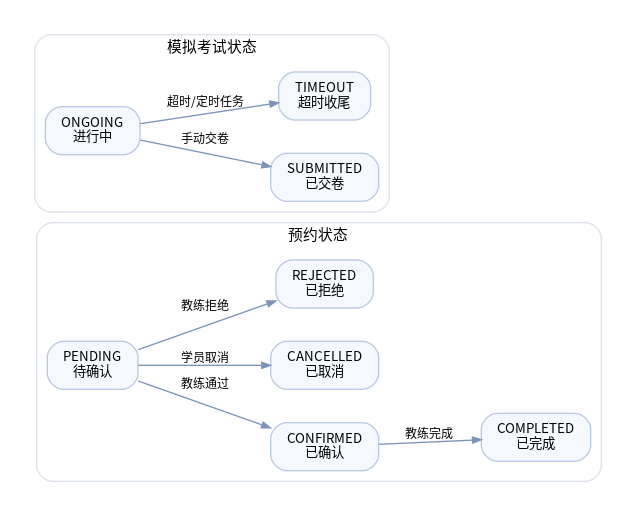 模拟考试状态
TIMEOUT
超时收尾
超时/定时任务
ONGOING
进行中
手动交卷
SUBMITTED
已交卷
预约状态
REJECTED
已拒绝
教练拒绝
PENDING
待确认
学员取消
CANCELLED
已取消
教练通过
CONFIRMED
已确认
教练完成
COMPLETED
已完成